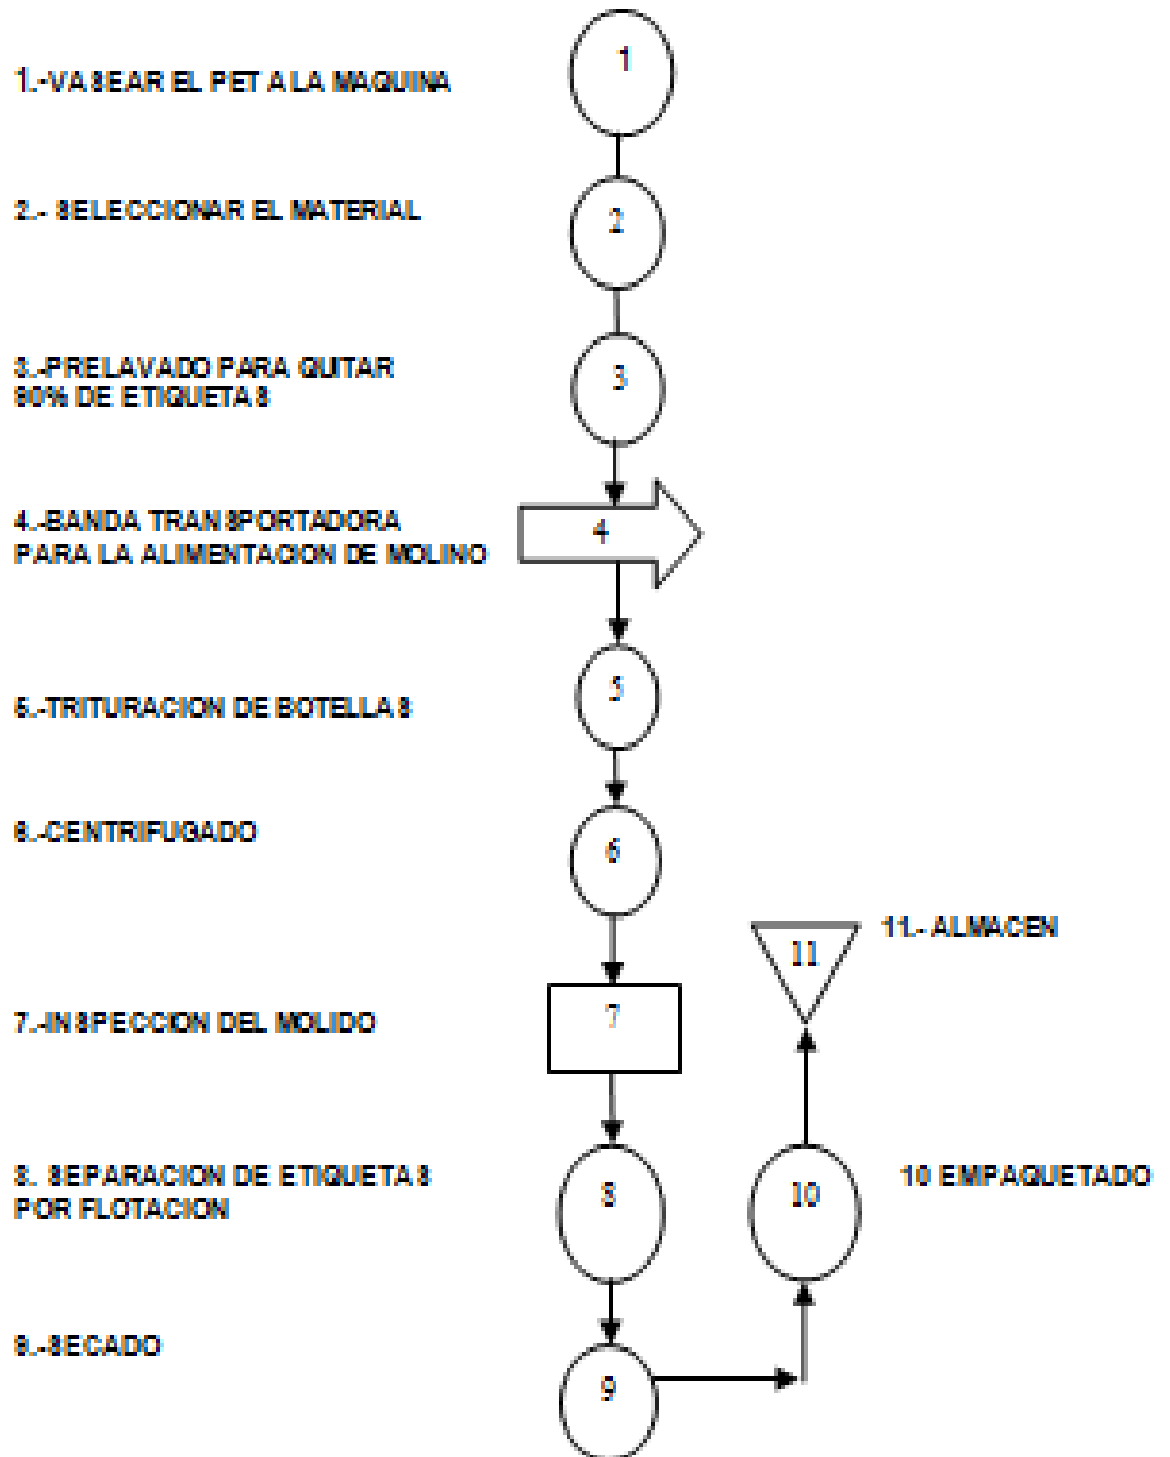 1
1.-VASEAR EL PET A LA MAQUINA
2.- SELECCIONAR EL MATERIAL
2
3.-PRELAVADO PARA QUITAR
3
DE ETIQUETAS
4.-BANDA TRANSPORTADORA
4
PARA LA ALIMENTACION DE MOLINO
5
5.-TRITURACION DE BOTELLAS
6.-CENTRIFUGADO
6
11.- ALMACEN
11
7.-INSPECCION DEL MOLIDO
7
8. SEPARACION DE ETIQUETAS
10 EMPAQUETADO
8
10
POR FLOTACION
9.-SECADO
9